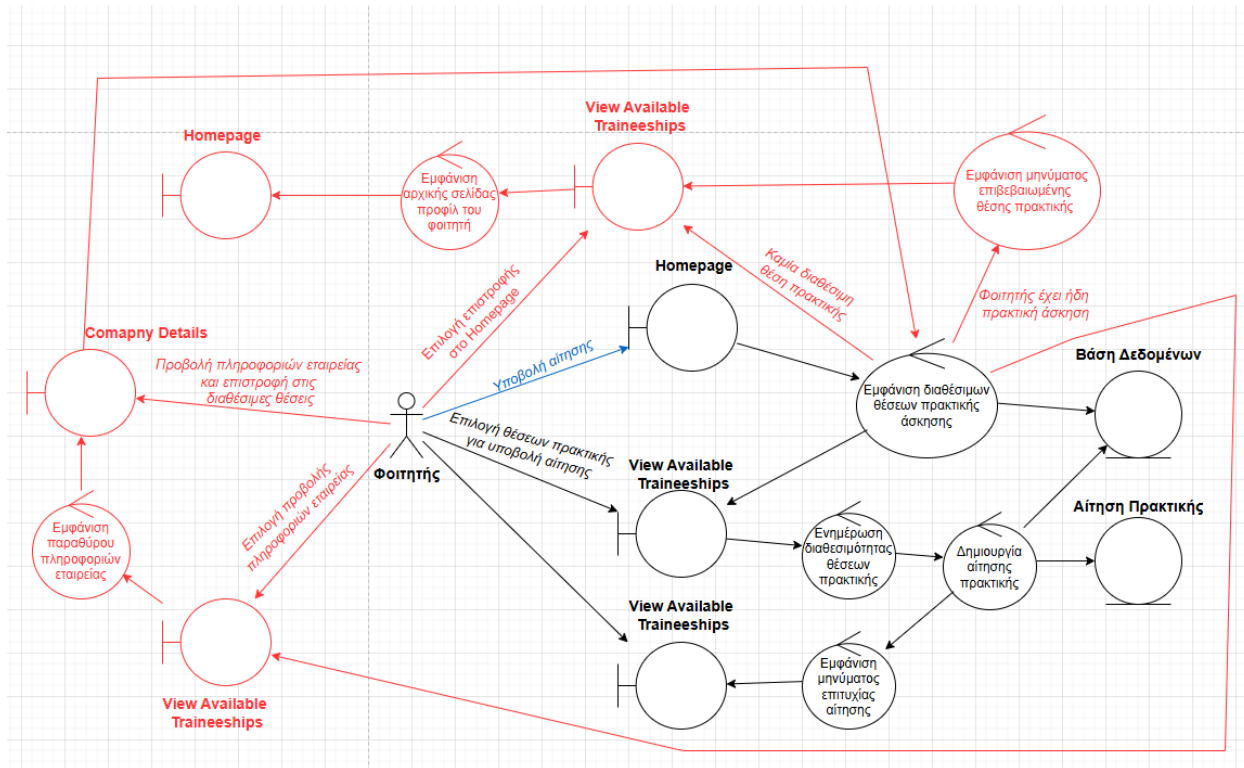 View Available
Traineeships
Homepage
Εμφάνιση
αρχικής σελίδας
προφίλ του
φοιτητή
Εμφάνιση μηνύματος
επιβεβαιωμένης
θέσης πρακτικής
Καμία διαθέσιμη
θέση πρακτικής
Homepage
Επιλογή επιστροφής
στο Homepage
Φοιτητής έχει ήδη
πρακτική άσκηση
Comapny Details
Προβολή πληροφοριών εταιρείας
και επιστροφή στις
διαθέσιμες θέσεις
Υποβολή αίτησης
Βάση Δεδομένων
Εμφάνιση διαθέσιμων
θέσεων πρακτικής
άσκησης
Επιλογή θέσεων πρακτικής
για υποβολή αίτησης
Φοιτητής
View Available
Traineeships
Αίτηση Πρακτικής
Επιλογή προβολής
πληροφοριών εταιρείας
Εμφάνιση
παραθύρου
πληροφοριών
εταιρείας
Ενημέρωση
διαθεσιμότητας
θέσεων
πρακτικής
Δημιουργία
αίτησης
πρακτικής
View Available
Traineeships
Εμφάνιση
μηνύματος
επιτυχίας
αίτησης
View Available
Traineeships